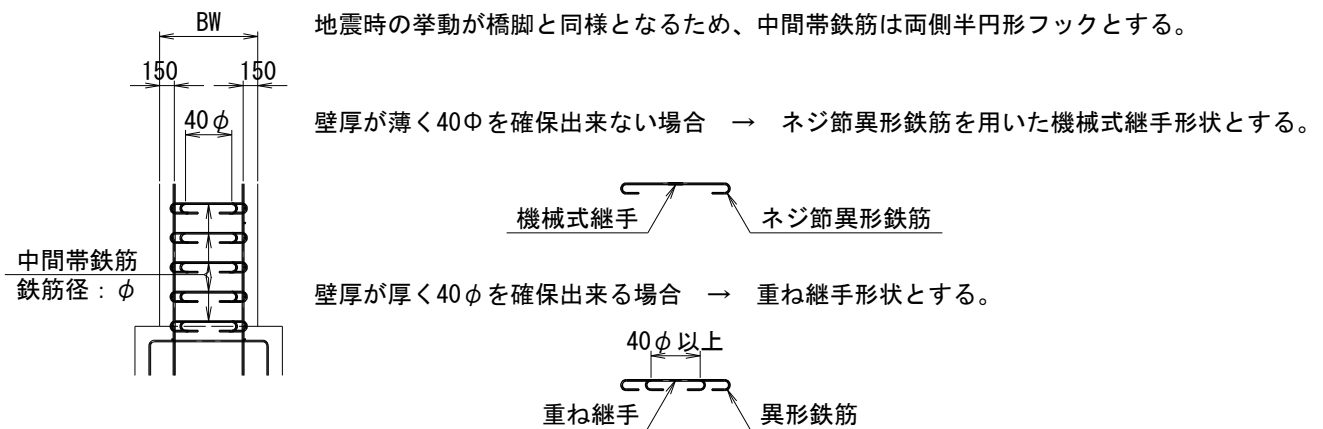 BW
地震時の挙動が橋脚と同様となるため、中間帯鉄筋は両側半円形フックとする。
150
150
40φ
壁厚が薄く40Φを確保出来ない場合　→　ネジ節異形鉄筋を用いた機械式継手形状とする。
機械式継手
ネジ節異形鉄筋
中間帯鉄筋
鉄筋径：φ
壁厚が厚く40φを確保出来る場合　→　重ね継手形状とする。
40φ以上
重ね継手
異形鉄筋